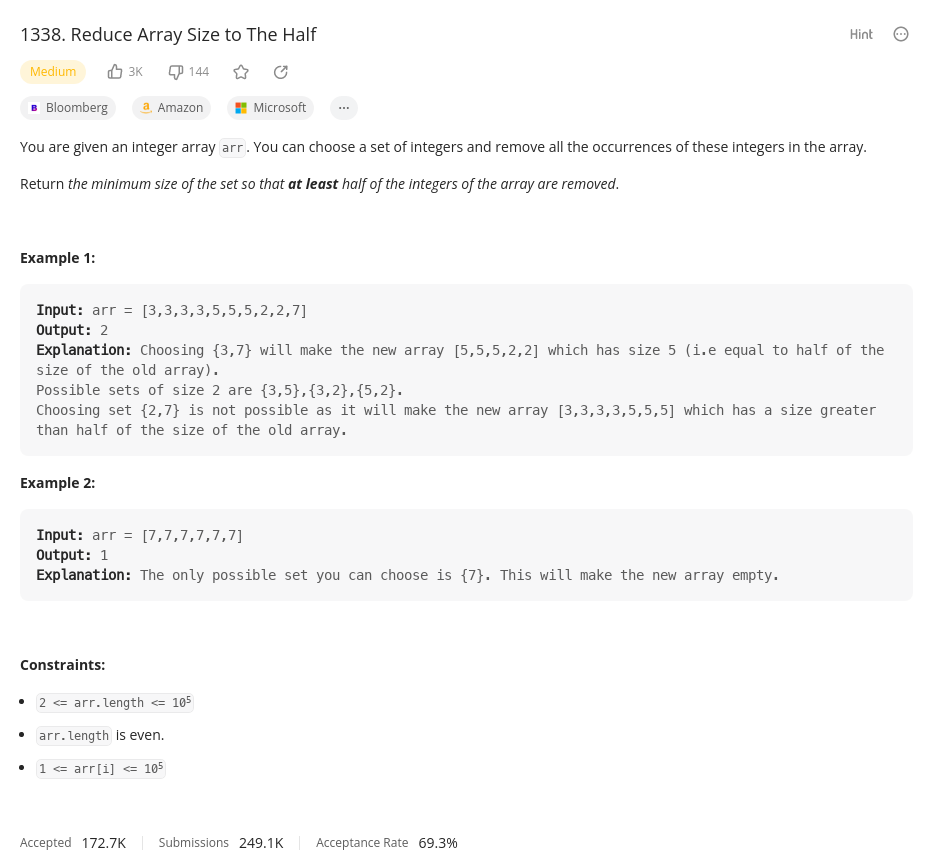 1338. Reduce Array Size to The Half
Hint
Medium 3K 144
Bloomberg Amazon Microsoft ···
You are given an integer array arr. You can choose a set of integers and remove all the occurrences of these integers in the array.
Return the minimum size of the set so that at least half of the integers of the array are removed.
Example 1:
Input: arr = [3,3,3,3,5,5,5,2,2,7]
Output: 2
Explanation: Choosing {3,7} will make the new array [5,5,5,2,2] which has size 5 (i.e equal to half of the
size of the old array).
Possible sets of size 2 are {3,5},{3,2},{5,2}.
Choosing set {2,7} is not possible as it will make the new array [3,3,3,3,5,5,5] which has a size greater
than half of the size of the old array.
Example 2:
Input: arr = [7,7,7,7,7,7]
Output: 1
Explanation: The only possible set you can choose is {7}. This will make the new array empty.
Constraints:
• 2 <= arr.length <= 10⁵
• arr.length is even.
• 1 <= arr[i] <= 10⁵
Accepted 172.7K Submissions 249.1K Acceptance Rate 69.3%